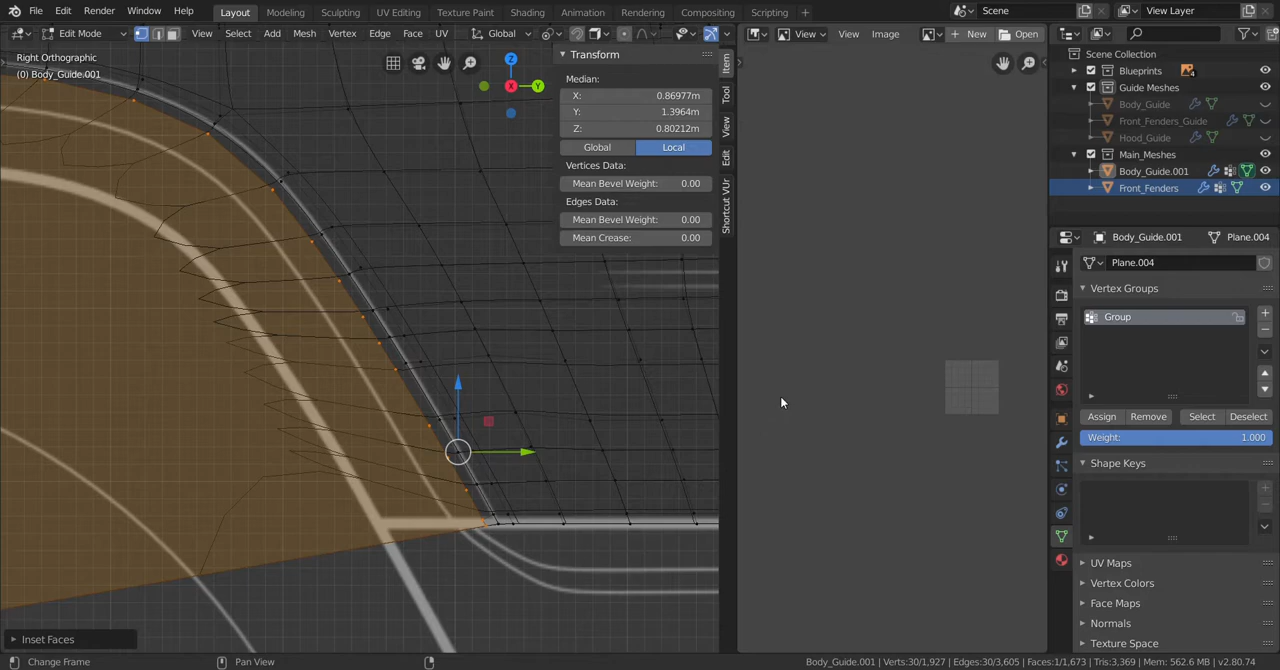 File Edit Render Window Help Layout Modeling Sculpting UV Editing Texture Paint Shading Animation Rendering Compositing Scripting + Scene View Layer
Edit Mode View Select Add Mesh Vertex Edge Face UV Global View View Image New Open
Right Orthographic
(0) Body_Guide.001
Z
Y
X
Transform
Median:
X: 0.86977m
Y: 1.3964m
Z: 0.80212m
Global Local
Vertices Data:
Mean Bevel Weight: 0.00
Edges Data:
Mean Bevel Weight: 0.00
Mean Crease: 0.00
Item
Tool
View
Edit
Shortcut VUr
Scene Collection
Blueprints 4
Guide Meshes
Body_Guide
Front_Fenders_Guide
Hood_Guide
Main_Meshes
Body_Guide.001
Front_Fenders
Body_Guide.001 Plane.004
Plane.004
Vertex Groups
Group
Assign Remove Select Deselect
Weight: 1.000
Shape Keys
UV Maps
Vertex Colors
Face Maps
Normals
Texture Space
Inset Faces
Change Frame Pan View Body_Guide.001 | Verts:30/1,927 | Edges:30/3,605 | Faces:1/1,673 | Tris:3,369 | Mem: 562.6 MB | v2.80.74